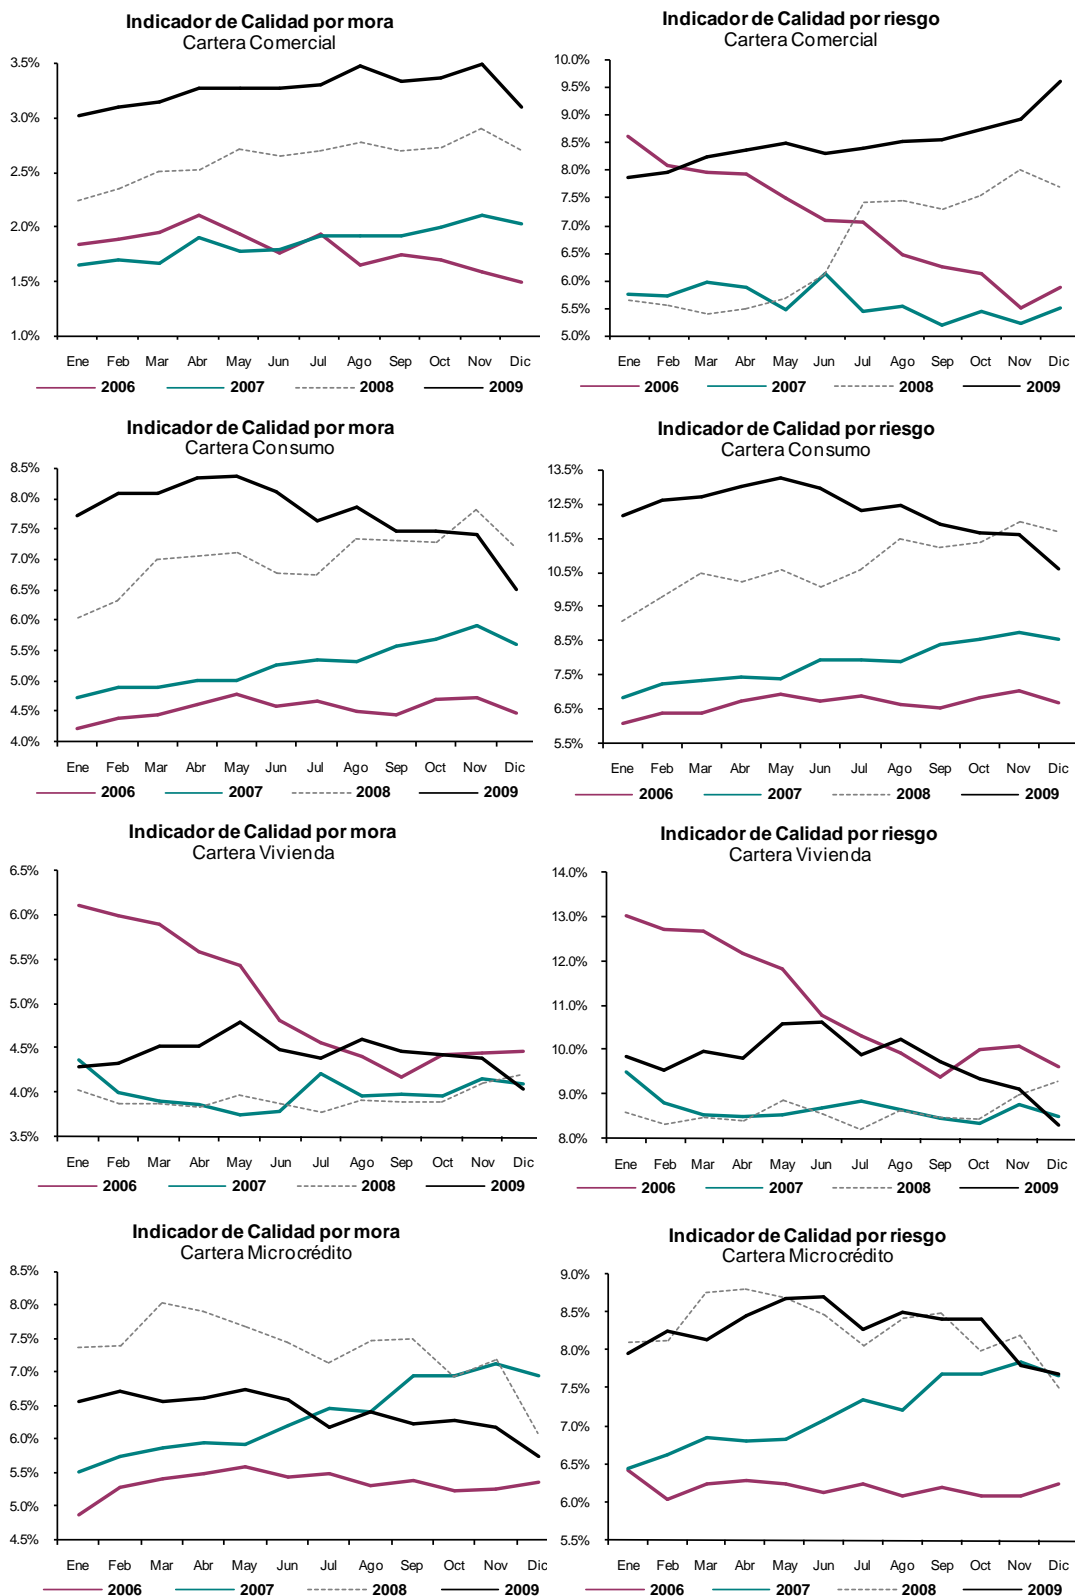 Indicador de Calidad por mora
Cartera Comercial
3.5%
3.0%
2.5%
2.0%
1.5%
1.0%
Ene Feb Mar Abr May Jun Jul Ago Sep Oct Nov Dic
2006 2007 2008 2009
Indicador de Calidad por riesgo
Cartera Comercial
10.0%
9.5%
9.0%
8.5%
8.0%
7.5%
7.0%
6.5%
6.0%
5.5%
5.0%
Ene Feb Mar Abr May Jun Jul Ago Sep Oct Nov Dic
2006 2007 2008 2009
Indicador de Calidad por mora
Cartera Consumo
8.5%
8.0%
7.5%
7.0%
6.5%
6.0%
5.5%
5.0%
4.5%
4.0%
Ene Feb Mar Abr May Jun Jul Ago Sep Oct Nov Dic
2006 2007 2008 2009
Indicador de Calidad por riesgo
Cartera Consumo
13.5%
12.5%
11.5%
10.5%
9.5%
8.5%
7.5%
6.5%
5.5%
Ene Feb Mar Abr May Jun Jul Ago Sep Oct Nov Dic
2006 2007 2008 2009
Indicador de Calidad por mora
Cartera Vivienda
6.5%
6.0%
5.5%
5.0%
4.5%
4.0%
3.5%
Ene Feb Mar Abr May Jun Jul Ago Sep Oct Nov Dic
2006 2007 2008 2009
Indicador de Calidad por riesgo
Cartera Vivienda
14.0%
13.0%
12.0%
11.0%
10.0%
9.0%
8.0%
Ene Feb Mar Abr May Jun Jul Ago Sep Oct Nov Dic
2006 2007 2008 2009
Indicador de Calidad por mora
Cartera Microcrédito
8.5%
8.0%
7.5%
7.0%
6.5%
6.0%
5.5%
5.0%
4.5%
Ene Feb Mar Abr May Jun Jul Ago Sep Oct Nov Dic
2006 2007 2008 2009
Indicador de Calidad por riesgo
Cartera Microcrédito
9.0%
8.5%
8.0%
7.5%
7.0%
6.5%
6.0%
5.5%
Ene Feb Mar Abr May Jun Jul Ago Sep Oct Nov Dic
2006 2007 2008 2009